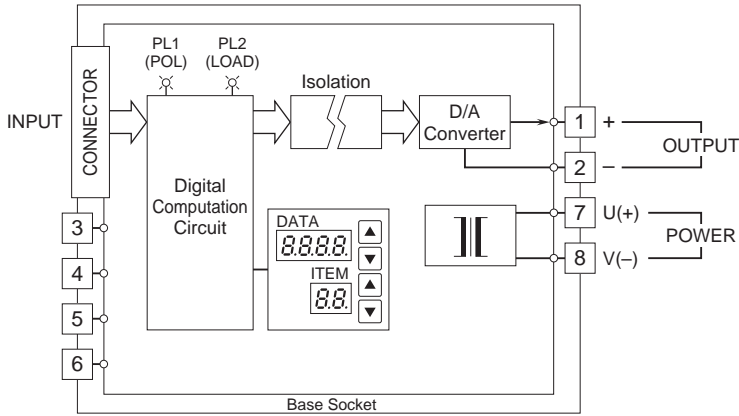 PL1
(POL)
PL2
(LOAD)
Isolation
INPUT
CONNECTOR
D/A
Converter
1
+
OUTPUT
2
–
Digital
Computation
Circuit
DATA
8.8.8.8.
ITEM
8.8.
7
U(+)
POWER
8
V(–)
3
4
5
6
Base Socket